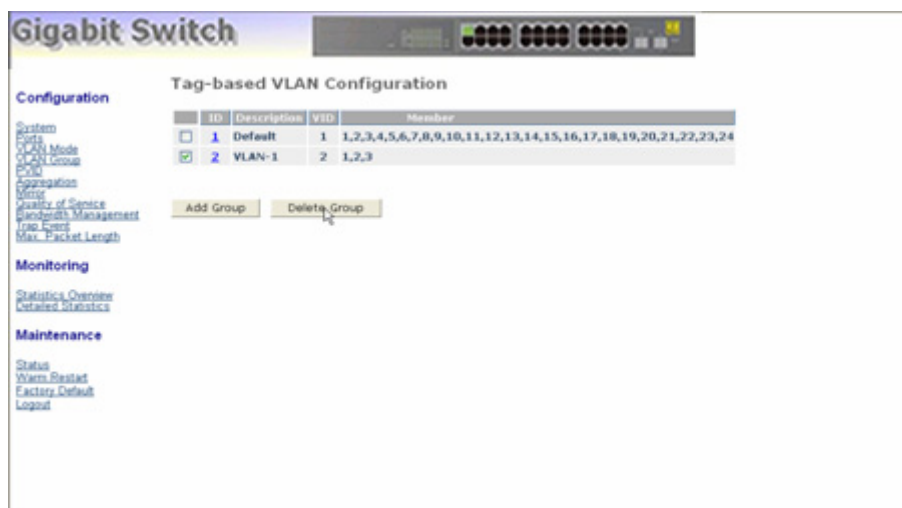 Gigabit Switch
Configuration
System
Ports
VLAN Mode
VLAN Group
PVID
Aggregation
Mirror
Quality of Service
Bandwidth Management
Trap Event
Max. Packet Length
Monitoring
Statistics Overview
Detailed Statistics
Maintenance
Status
Warm Restart
Factory Default
Logout
Tag-based VLAN Configuration
ID Description VID Member
1 Default 1 1,2,3,4,5,6,7,8,9,10,11,12,13,14,15,16,17,18,19,20,21,22,23,24
2 VLAN-1 2 1,2,3
Add Group Delete Group